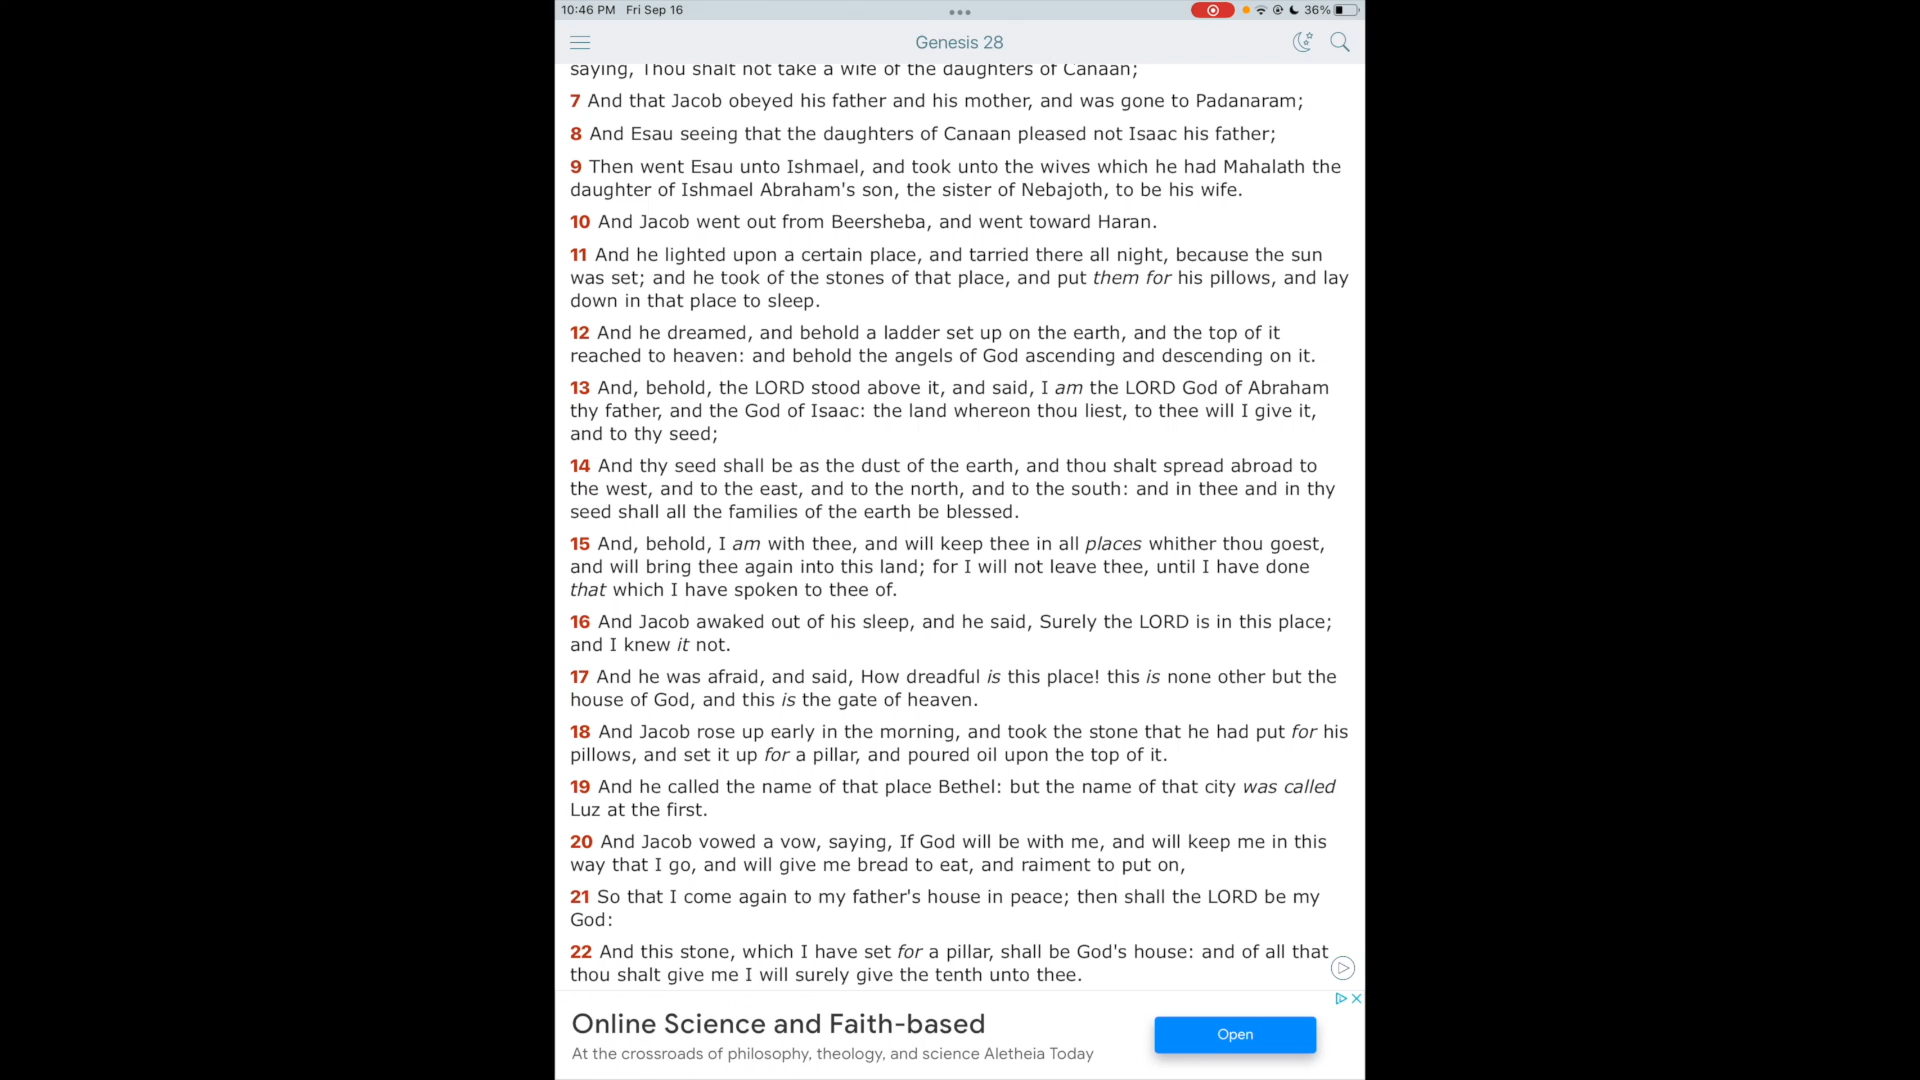 10:46 PM Fri Sep 16
36%
Genesis 28
saying, Thou shalt not take a wife of the daughters of Canaan;
7 And that Jacob obeyed his father and his mother, and was gone to Padanaram;
8 And Esau seeing that the daughters of Canaan pleased not Isaac his father;
9 Then went Esau unto Ishmael, and took unto the wives which he had Mahalath the
daughter of Ishmael Abraham's son, the sister of Nebajoth, to be his wife.
10 And Jacob went out from Beersheba, and went toward Haran.
11 And he lighted upon a certain place, and tarried there all night, because the sun
was set; and he took of the stones of that place, and put them for his pillows, and lay
down in that place to sleep.
12 And he dreamed, and behold a ladder set up on the earth, and the top of it
reached to heaven: and behold the angels of God ascending and descending on it.
13 And, behold, the LORD stood above it, and said, I am the LORD God of Abraham
thy father, and the God of Isaac: the land whereon thou liest, to thee will I give it,
and to thy seed;
14 And thy seed shall be as the dust of the earth, and thou shalt spread abroad to
the west, and to the east, and to the north, and to the south: and in thee and in thy
seed shall all the families of the earth be blessed.
15 And, behold, I am with thee, and will keep thee in all places whither thou goest,
and will bring thee again into this land; for I will not leave thee, until I have done
that which I have spoken to thee of.
16 And Jacob awaked out of his sleep, and he said, Surely the LORD is in this place;
and I knew it not.
17 And he was afraid, and said, How dreadful is this place! this is none other but the
house of God, and this is the gate of heaven.
18 And Jacob rose up early in the morning, and took the stone that he had put for his
pillows, and set it up for a pillar, and poured oil upon the top of it.
19 And he called the name of that place Bethel: but the name of that city was called
Luz at the first.
20 And Jacob vowed a vow, saying, If God will be with me, and will keep me in this
way that I go, and will give me bread to eat, and raiment to put on,
21 So that I come again to my father's house in peace; then shall the LORD be my
God:
22 And this stone, which I have set for a pillar, shall be God's house: and of all that
thou shalt give me I will surely give the tenth unto thee.
Online Science and Faith-based
At the crossroads of philosophy, theology, and science Aletheia Today
Open